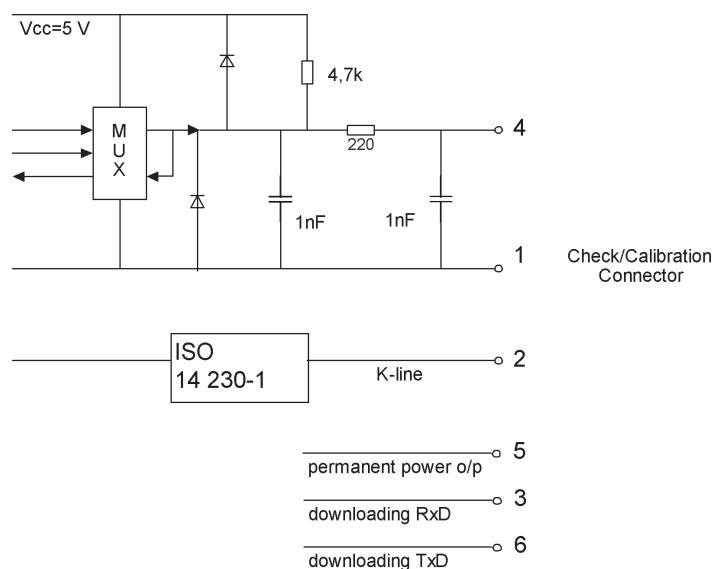 Vcc=5 V
4,7k
M
U
X
4
220
1nF
1nF
1
Check/Calibration
Connector
ISO
14 230-1
2
K-line
5
permanent power o/p
3
downloading RxD
6
downloading TxD